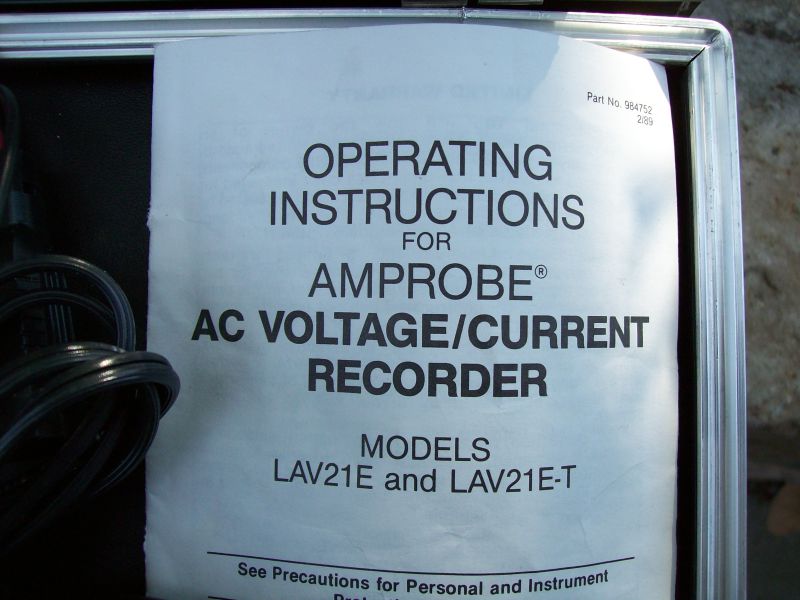 Part No. 984752
2/89
OPERATING
INSTRUCTIONS
FOR
AMPROBE®
AC VOLTAGE/CURRENT
RECORDER
MODELS
LAV21E and LAV21E-T
See Precautions for Personal and Instrument